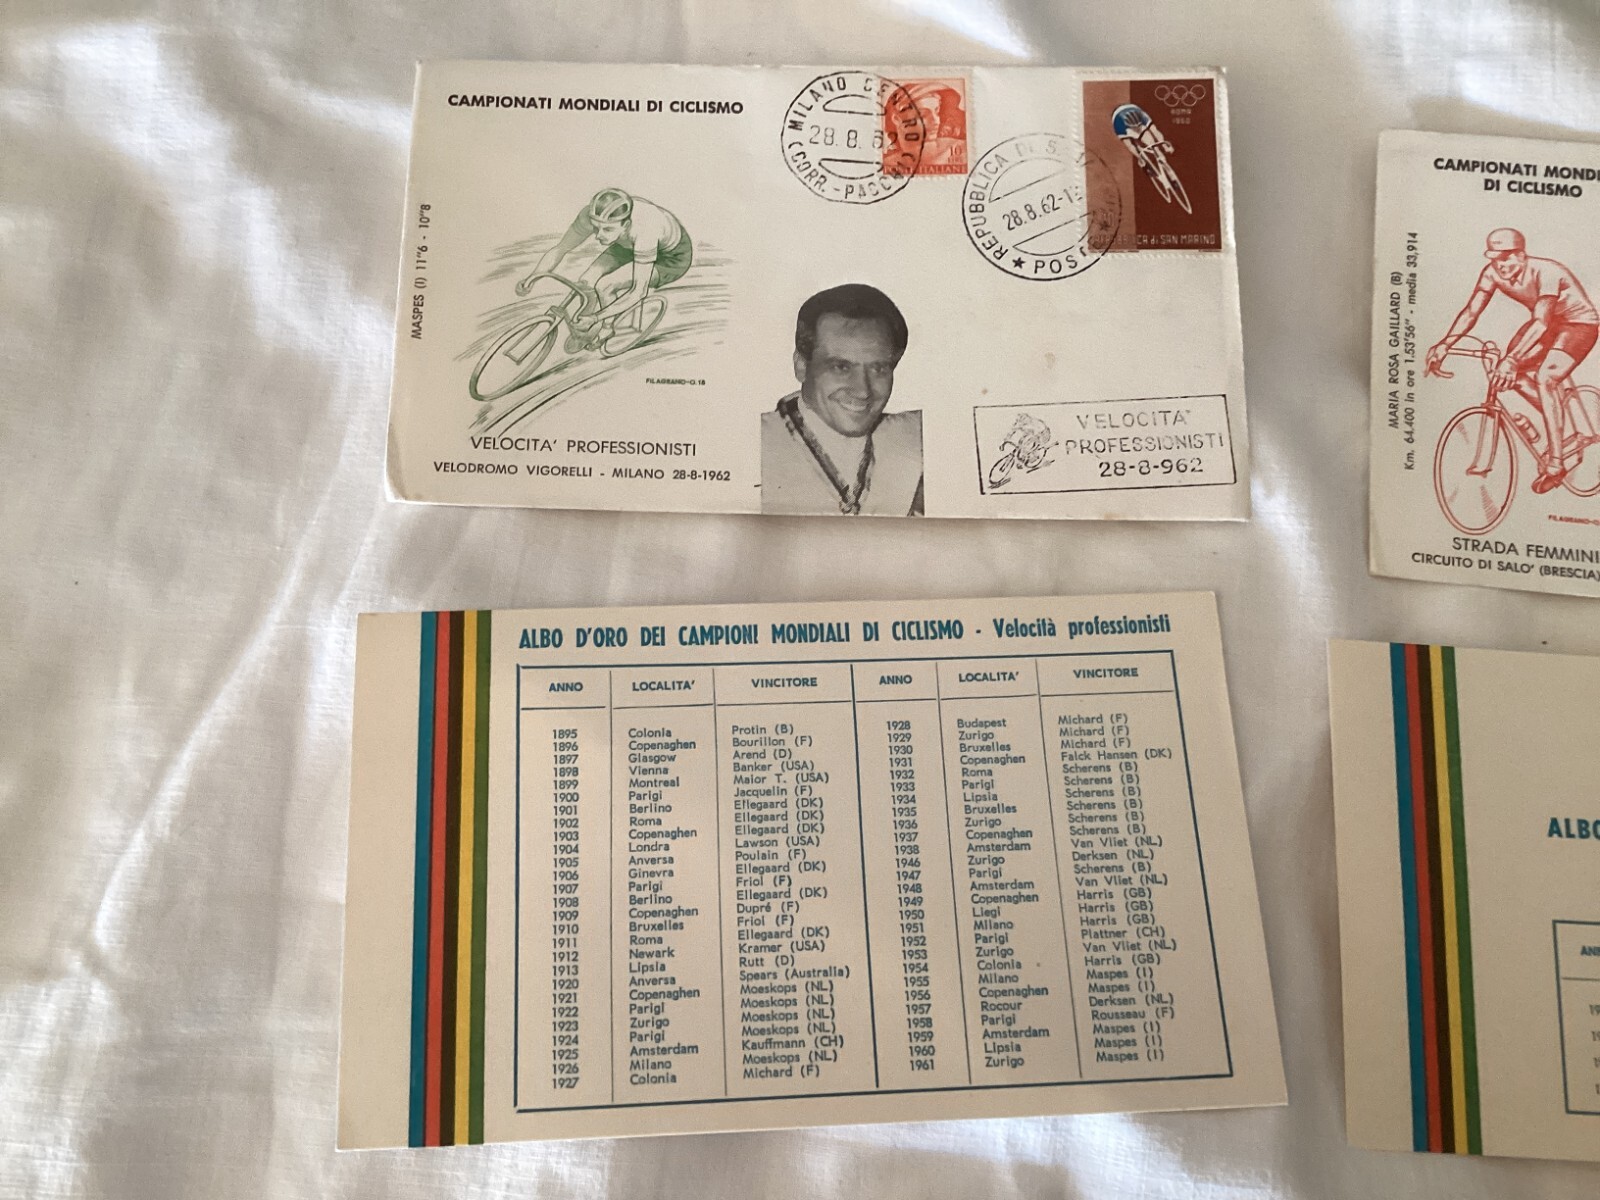 CAMPIONATI MONDIALI DI CICLISMO
MASPES (I) 11"6 - 10"8
FILAGRANO-G.18
VELOCITA' PROFESSIONISTI
VELODROMO VIGORELLI - MILANO 28-8-1962
MILANO CENTRO
28.8.62
(CORR.-PACCHI)
10
POSTE ITALIANE
REPUBBLICA DI S.
28.8.62-1
POSTE
ROMA
1960
REPUBBLICA di SAN MARINO
VELOCITA'
PROFESSIONISTI
28-8-962
CAMPIONATI MONDI
DI CICLISMO
MARIA ROSA GAILLARD (B)
Km. 64.400 in ore 1.53'56" - media 33,914
FILAGRANO-G.
STRADA FEMMINI
CIRCUITO DI SALO' (BRESCIA)
ALBO D'ORO DEI CAMPIONI MONDIALI DI CICLISMO - Velocità professionisti
ANNO LOCALITA' VINCITORE
1895 Colonia Protin (B)
1896 Copenaghen Bourillon (F)
1897 Glasgow Arend (D)
1898 Vienna Banker (USA)
1899 Montreal Maior T. (USA)
1900 Parigi Jacquelin (F)
1901 Berlino Ellegaard (DK)
1902 Roma Ellegaard (DK)
1903 Copenaghen Ellegaard (DK)
1904 Londra Lawson (USA)
1905 Anversa Poulain (F)
1906 Ginevra Ellegaard (DK)
1907 Parigi Friol (F)
1908 Berlino Ellegaard (DK)
1909 Copenaghen Dupré (F)
1910 Bruxelles Friol (F)
1911 Roma Ellegaard (DK)
1912 Newark Kramer (USA)
1913 Lipsia Rutt (D)
1920 Anversa Spears (Australia)
1921 Copenaghen Moeskops (NL)
1922 Parigi Moeskops (NL)
1923 Zurigo Moeskops (NL)
1924 Parigi Moeskops (NL)
1925 Amsterdam Kauffmann (CH)
1926 Milano Moeskops (NL)
1927 Colonia Michard (F)
ANNO LOCALITA' VINCITORE
1928 Budapest Michard (F)
1929 Zurigo Michard (F)
1930 Bruxelles Michard (F)
1931 Copenaghen Falck Hansen (DK)
1932 Roma Scherens (B)
1933 Parigi Scherens (B)
1934 Lipsia Scherens (B)
1935 Bruxelles Scherens (B)
1936 Zurigo Scherens (B)
1937 Copenaghen Scherens (B)
1938 Amsterdam Van Vliet (NL)
1946 Zurigo Derksen (NL)
1947 Parigi Scherens (B)
1948 Amsterdam Van Vliet (NL)
1949 Copenaghen Harris (GB)
1950 Liegi Harris (GB)
1951 Milano Harris (GB)
1952 Parigi Plattner (CH)
1953 Zurigo Van Vliet (NL)
1954 Colonia Harris (GB)
1955 Milano Maspes (I)
1956 Copenaghen Maspes (I)
1957 Rocour Derksen (NL)
1958 Parigi Rousseau (F)
1959 Amsterdam Maspes (I)
1960 Lipsia Maspes (I)
1961 Zurigo Maspes (I)
ALBO